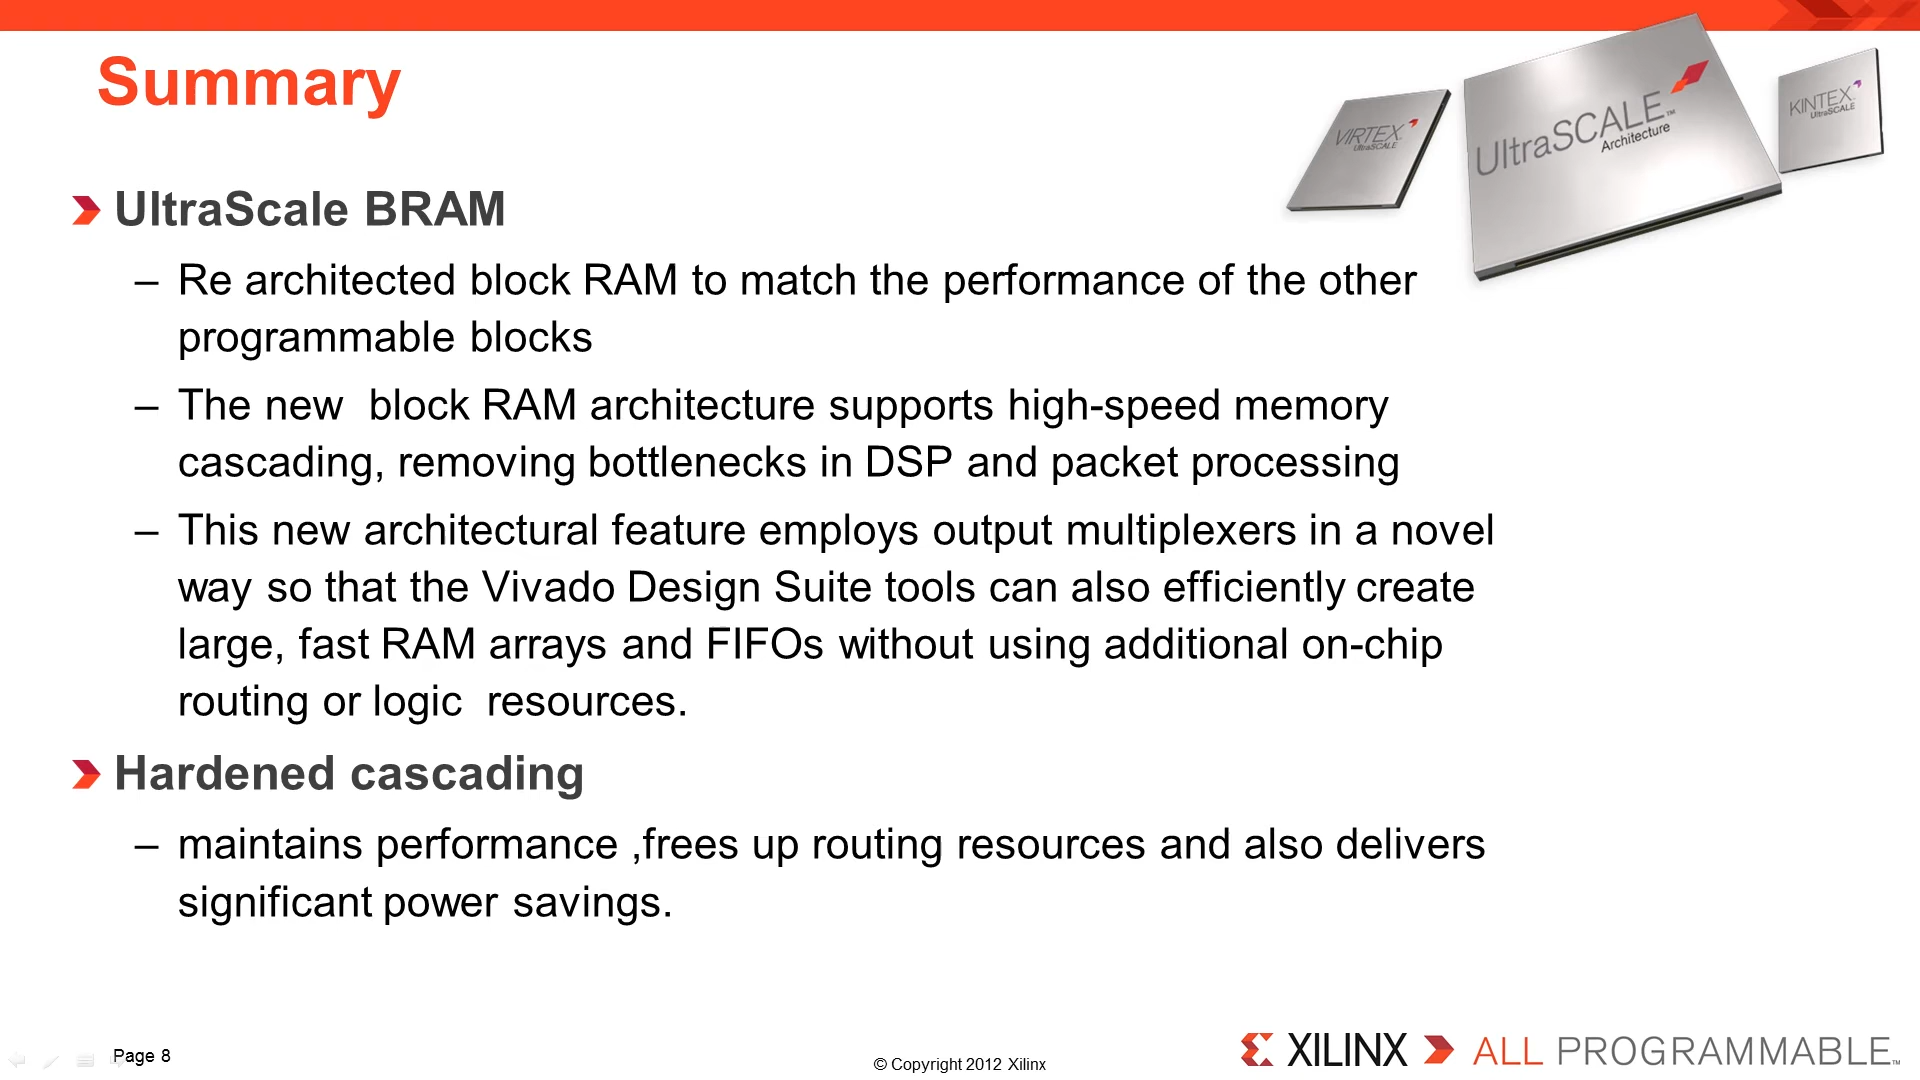 Summary
VIRTEX
UltraSCALE
UltraSCALE™
Architecture
KINTEX
UltraSCALE
UltraScale BRAM
– Re architected block RAM to match the performance of the other
programmable blocks
– The new  block RAM architecture supports high-speed memory
cascading, removing bottlenecks in DSP and packet processing
– This new architectural feature employs output multiplexers in a novel
way so that the Vivado Design Suite tools can also efficiently create
large, fast RAM arrays and FIFOs without using additional on-chip
routing or logic  resources.
Hardened cascading
– maintains performance ,frees up routing resources and also delivers
significant power savings.
Page 8
© Copyright 2012 Xilinx
XILINX ALL PROGRAMMABLE™